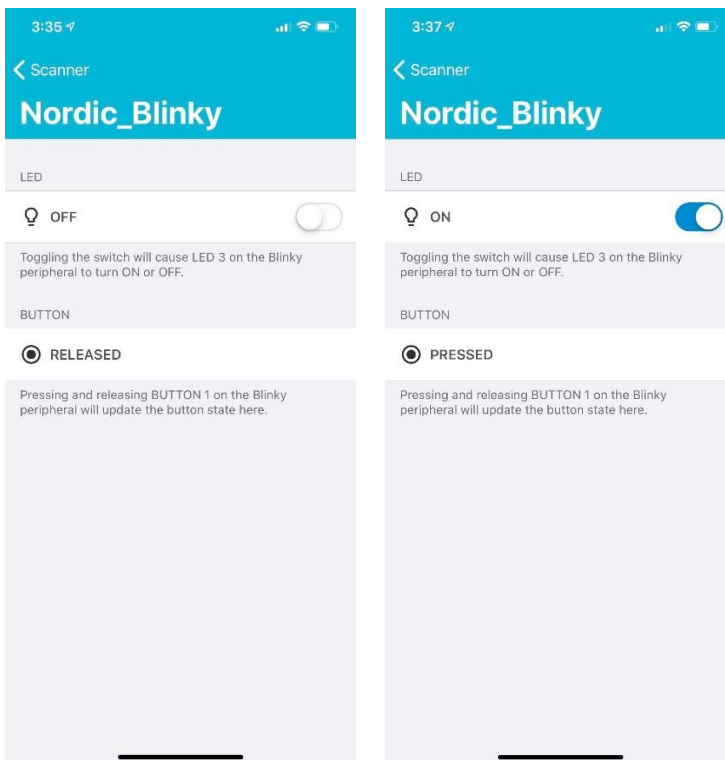 3:35
Scanner
Nordic_Blinky
LED
OFF
Toggling the switch will cause LED 3 on the Blinky
peripheral to turn ON or OFF.
BUTTON
RELEASED
Pressing and releasing BUTTON 1 on the Blinky
peripheral will update the button state here.
3:37
Scanner
Nordic_Blinky
LED
ON
Toggling the switch will cause LED 3 on the Blinky
peripheral to turn ON or OFF.
BUTTON
PRESSED
Pressing and releasing BUTTON 1 on the Blinky
peripheral will update the button state here.